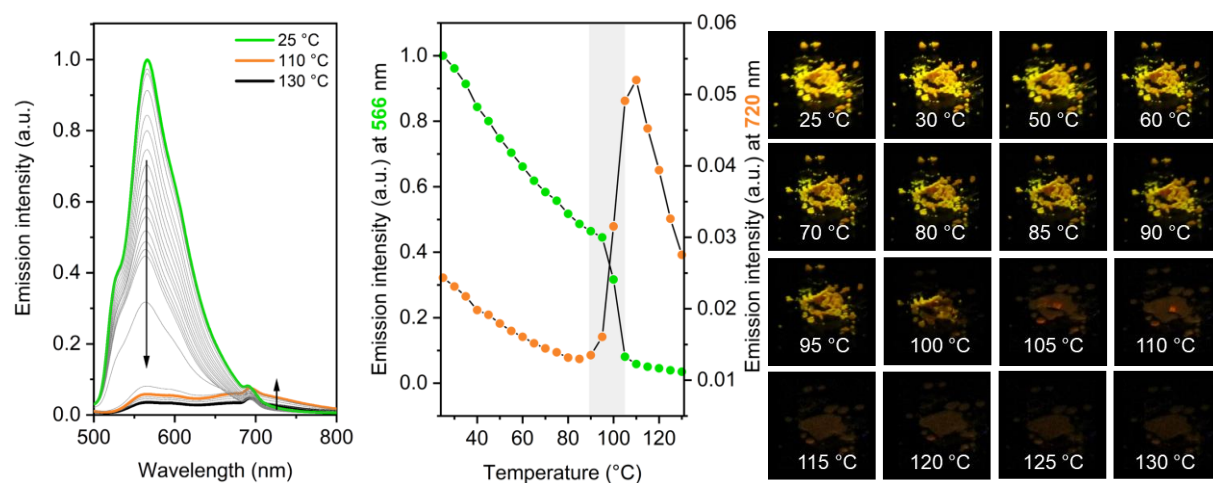 Emission intensity (a.u.)
1.0
0.8
0.6
0.4
0.2
0.0
500
600
700
800
Wavelength (nm)
25 °C
110 °C
130 °C
Emission intensity (a.u.) at 566 nm
1.0
0.8
0.6
0.4
0.2
0.0
40
60
80
100
120
Temperature (°C)
0.06
0.05
0.04
0.03
0.02
0.01
Emission intensity (a.u.) at 720 nm
25 °C
30 °C
50 °C
60 °C
70 °C
80 °C
85 °C
90 °C
95 °C
100 °C
105 °C
110 °C
115 °C
120 °C
125 °C
130 °C